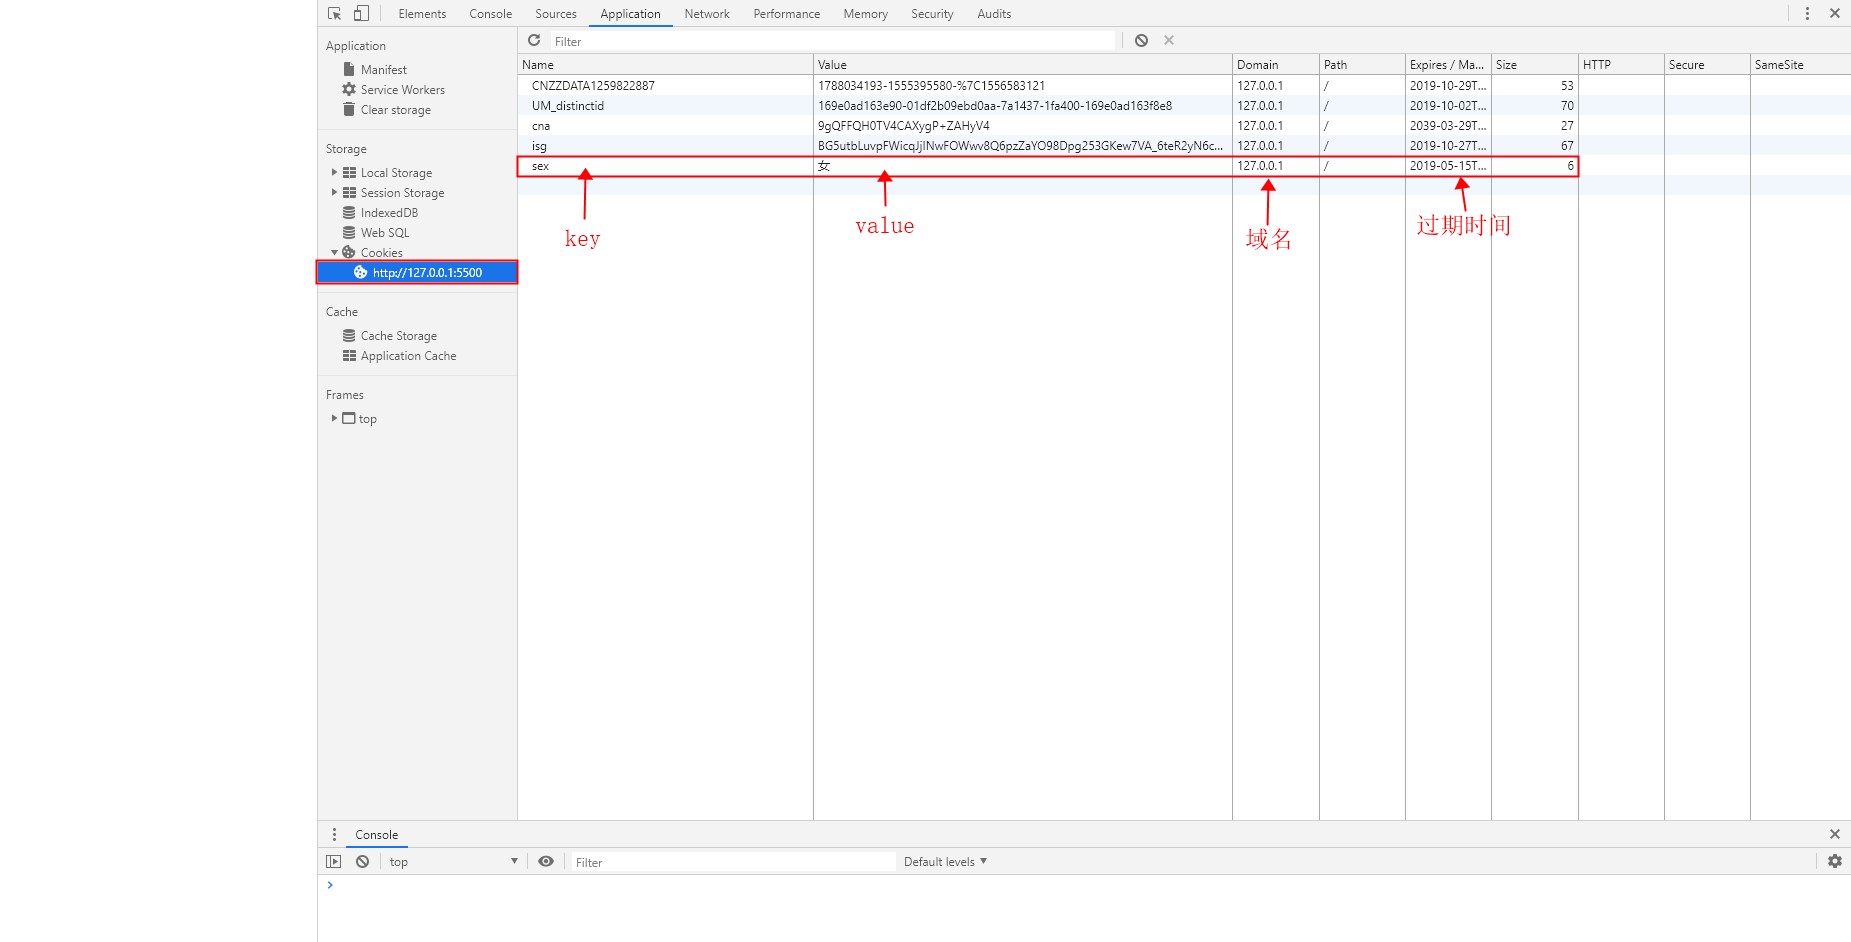 Elements Console Sources Application Network Performance Memory Security Audits
Application
Manifest
Service Workers
Clear storage
Storage
Local Storage
Session Storage
IndexedDB
Web SQL
Cookies
http://127.0.0.1:5500
Cache
Cache Storage
Application Cache
Frames
top
Filter
Name Value Domain Path Expires / Ma... Size HTTP Secure SameSite
CNZZDATA1259822887 1788034193-1555395580-%7C1556583121 127.0.0.1 / 2019-10-29T... 53
UM_distinctid 169e0ad163e90-01df2b09ebd0aa-7a1437-1fa400-169e0ad163f8e8 127.0.0.1 / 2019-10-02T... 70
cna 9gQFFQH0TV4CAXygP+ZAHyV4 127.0.0.1 / 2039-03-29T... 27
isg BG5utbLuvpFWicqJjINwFOWwv8Q6pzZaYO98Dpg253GKew7VA_6teR2yN6c... 127.0.0.1 / 2019-10-27T... 67
sex 女 127.0.0.1 / 2019-05-15T... 6
key value 域名 过期时间
Console
top Filter Default levels